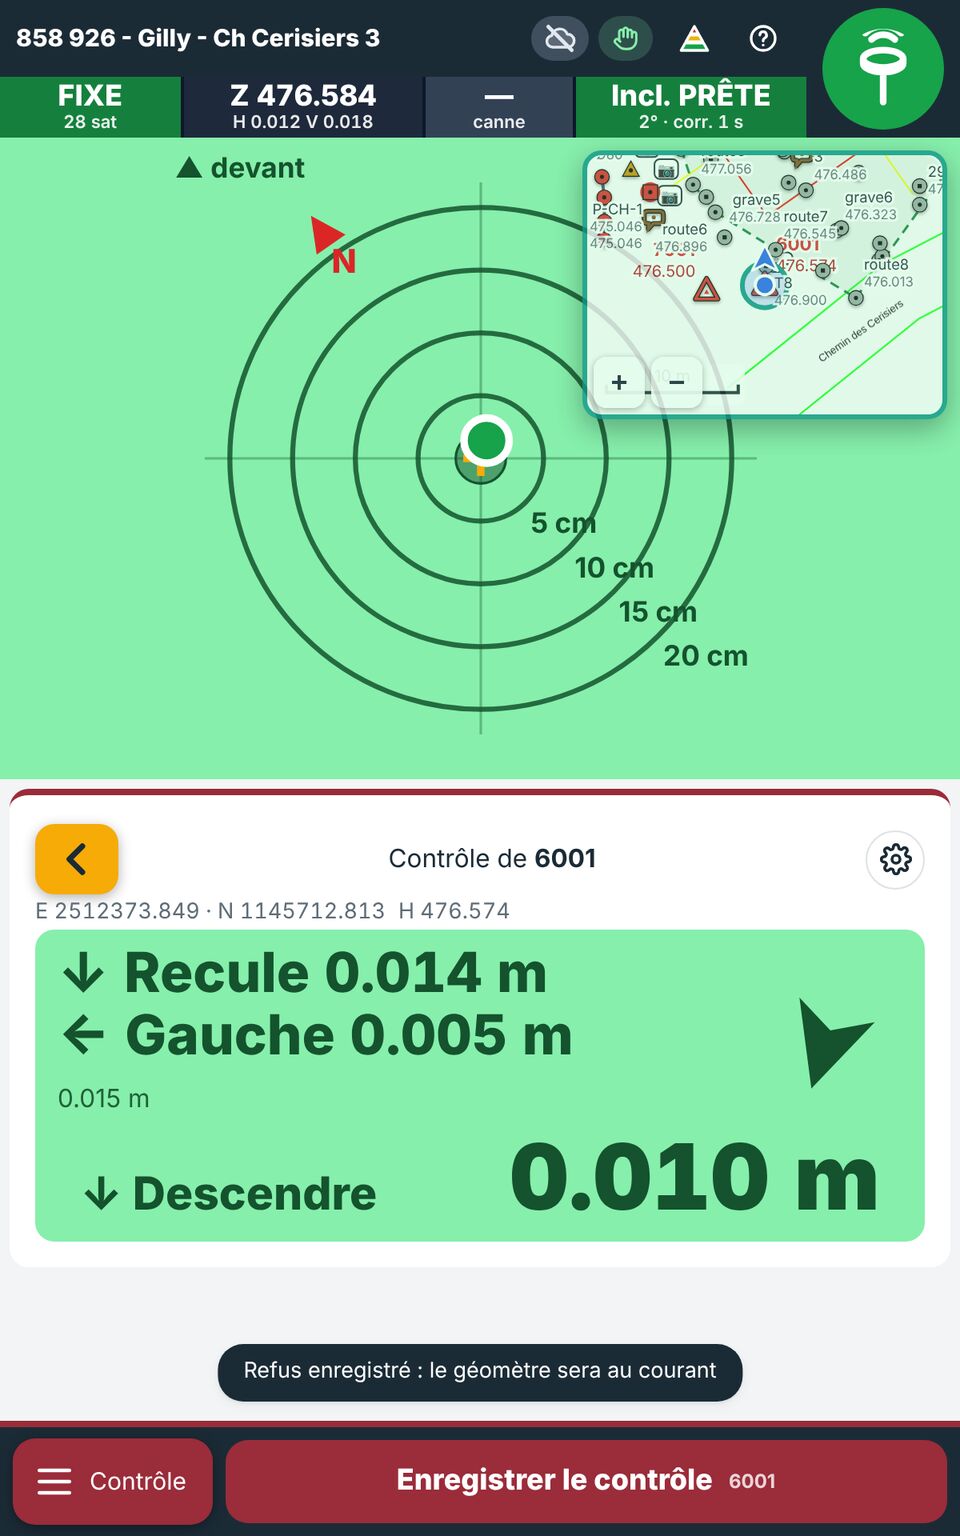 858 926 - Gilly - Ch Cerisiers 3
FIXE
28 sat
Z 476.584
H 0.012 V 0.018
—
canne
Incl. PRÊTE
2° · corr. 1 s
▲ devant
N
477.056
3
476.486
29
47
P-CH-1
475.046
475.046
grave5
476.728
route7
476.545
grave6
476.323
route6
476.896
6001
476.574
476.500
route8
476.013
T8
476.900
Chemin des Cerisiers
+
−
10 m
5 cm
10 cm
15 cm
20 cm
Contrôle de 6001
E 2512373.849 · N 1145712.813 H 476.574
↓ Recule 0.014 m
← Gauche 0.005 m
0.015 m
↓ Descendre 0.010 m
Refus enregistré : le géomètre sera au courant
Contrôle
Enregistrer le contrôle 6001